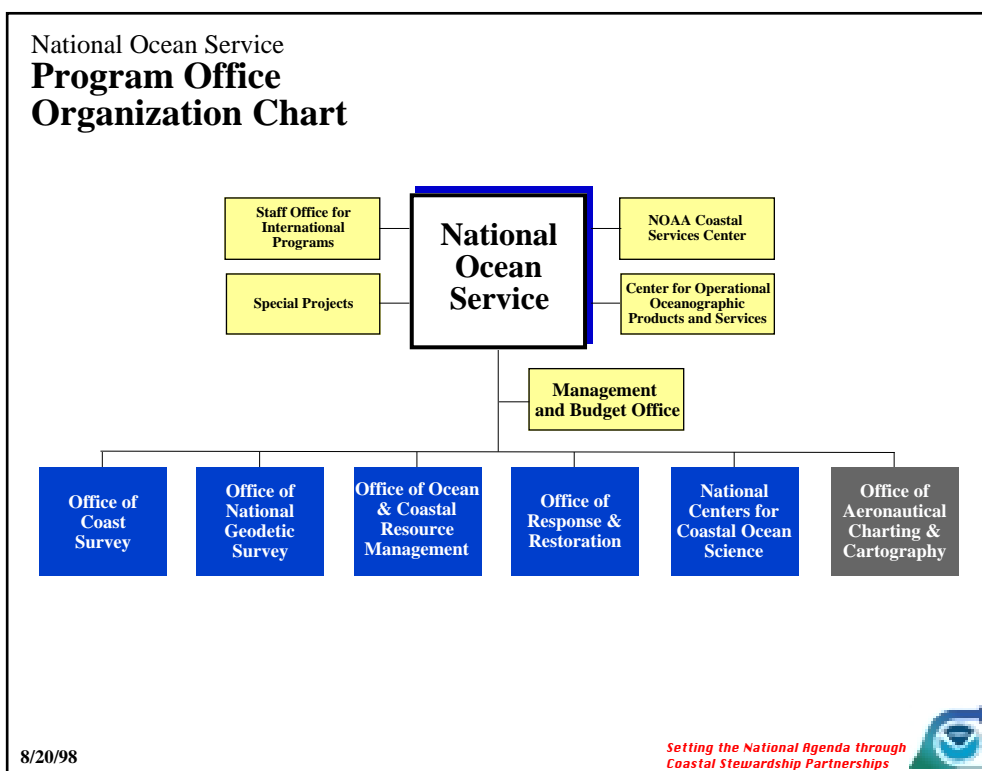 National Ocean Service
Program Office
Organization Chart
Staff Office for
International
Programs
Special Projects
National
Ocean
Service
NOAA Coastal
Services Center
Center for Operational
Oceanographic
Products and Services
Management
and Budget Office
Office of
Coast
Survey
Office of
National
Geodetic
Survey
Office of Ocean
& Coastal
Resource
Management
Office of
Response &
Restoration
National
Centers for
Coastal Ocean
Science
Office of
Aeronautical
Charting &
Cartography
8/20/98
Setting the National Agenda through
Coastal Stewardship Partnerships